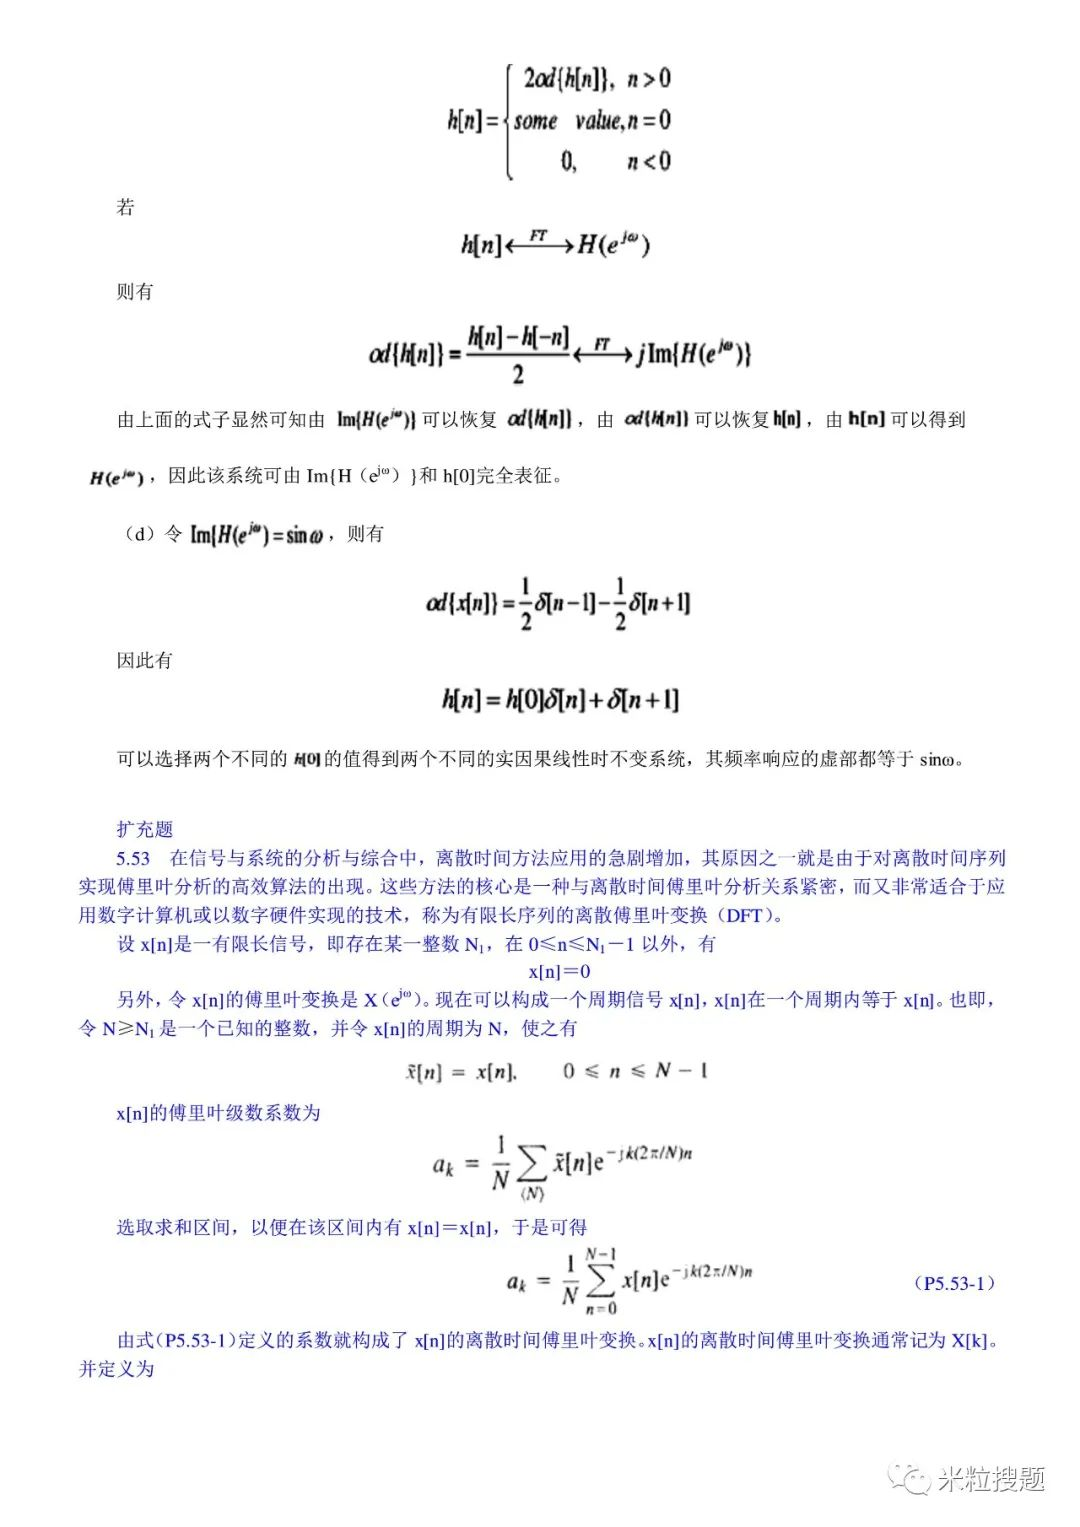 h[n]={2od{h[n]}, n>0
some value,n=0
0, n<0
若
h[n]←FT→H(e^{jω})
则有
od{h[n]}=(h[n]-h[-n])/2←FT→jIm{H(e^{jω})}
由上面的式子显然可知由 Im{H(e^{jω})}可以恢复 od{h[n]}，由 od{h[n]}可以恢复h[n]，由h[n]可以得到
H(e^{jω})，因此该系统可由 Im{H（e^{jω}）}和 h[0]完全表征。
（d）令 Im{H(e^{jω})=sinω，则有
od{x[n]}=1/2δ[n-1]-1/2δ[n+1]
因此有
h[n]=h[0]δ[n]+δ[n+1]
可以选择两个不同的 h[0]的值得到两个不同的实因果线性时不变系统，其频率响应的虚部都等于 sinω。
扩充题
5.53 在信号与系统的分析与综合中，离散时间方法应用的急剧增加，其原因之一就是由于对离散时间序列
实现傅里叶分析的高效算法的出现。这些方法的核心是一种与离散时间傅里叶分析关系紧密，而又非常适合于应
用数字计算机或以数字硬件实现的技术，称为有限长序列的离散傅里叶变换（DFT）。
设 x[n]是一有限长信号，即存在某一整数 N₁，在 0≤n≤N₁－1 以外，有
x[n]＝0
另外，令 x[n]的傅里叶变换是 X（e^{jω}）。现在可以构成一个周期信号 x[n]，x[n]在一个周期内等于 x[n]。也即，
令 N≥N₁ 是一个已知的整数，并令 x[n]的周期为 N，使之有
x̃[n] = x[n], 0 ≤ n ≤ N − 1
x[n]的傅里叶级数系数为
a_k = 1/N ∑_{⟨N⟩} x̃[n]e^{-jk(2π/N)n}
选取求和区间，以便在该区间内有 x[n]＝x[n]，于是可得
a_k = 1/N ∑_{n=0}^{N-1} x[n]e^{-jk(2π/N)n} （P5.53-1）
由式（P5.53-1）定义的系数就构成了 x[n]的离散时间傅里叶变换。x[n]的离散时间傅里叶变换通常记为 X[k]。
并定义为
米粒搜题